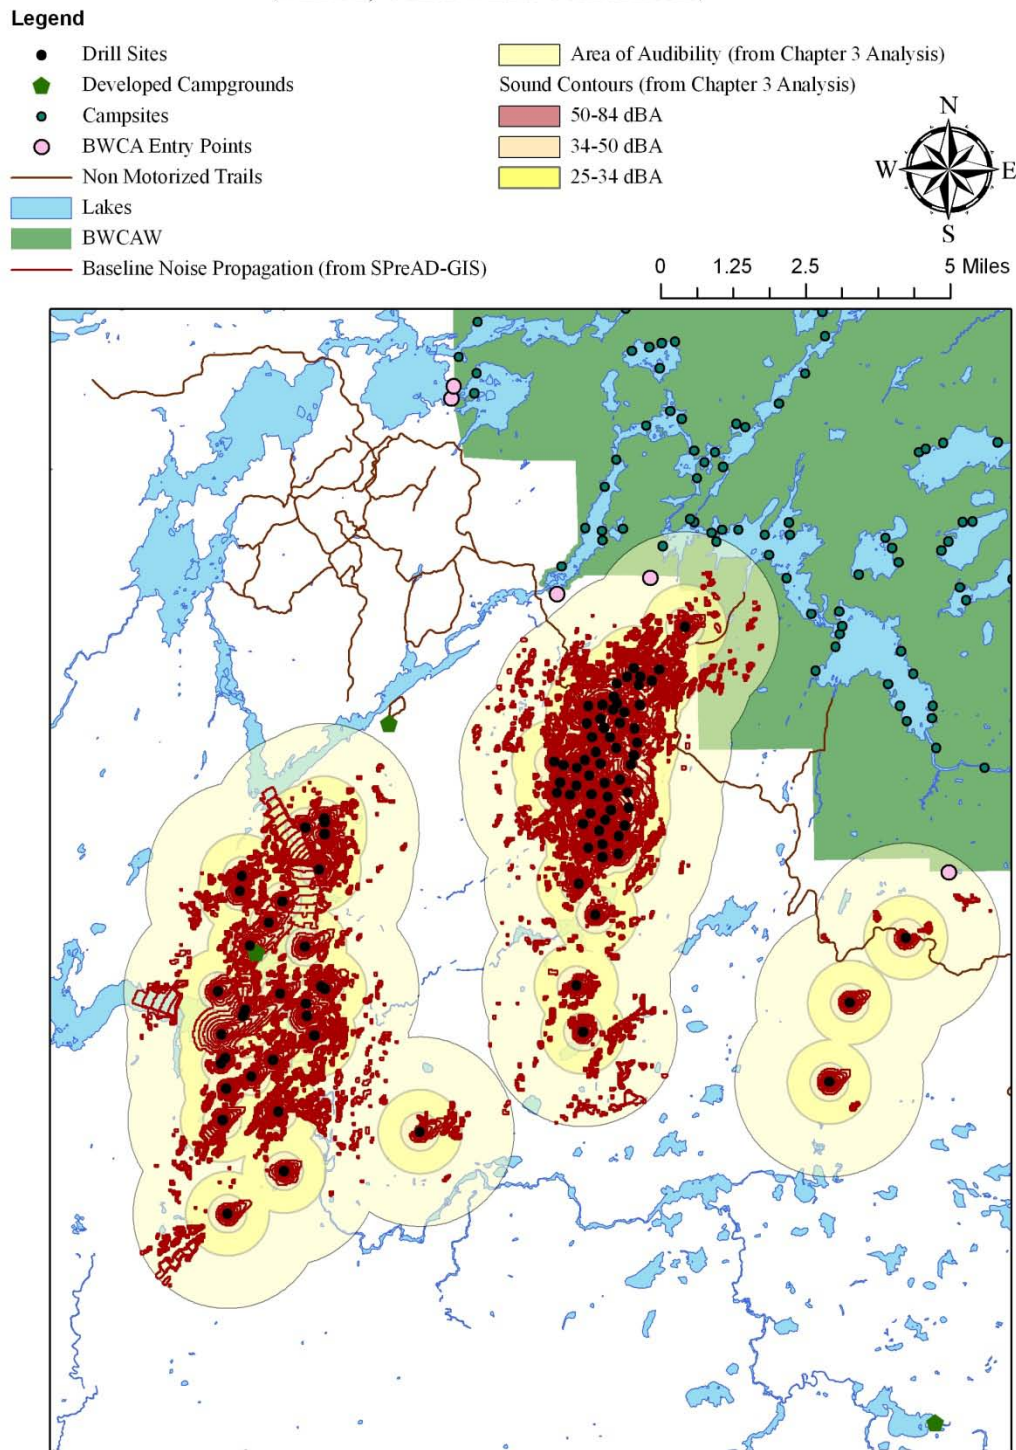 Legend
Drill Sites
Developed Campgrounds
Campsites
BWCA Entry Points
Non Motorized Trails
Lakes
BWCAW
Baseline Noise Propagation (from SPreAD-GIS)
Area of Audibility (from Chapter 3 Analysis)
Sound Contours (from Chapter 3 Analysis)
50-84 dBA
34-50 dBA
25-34 dBA
N
W E
S
0 1.25 2.5 5 Miles